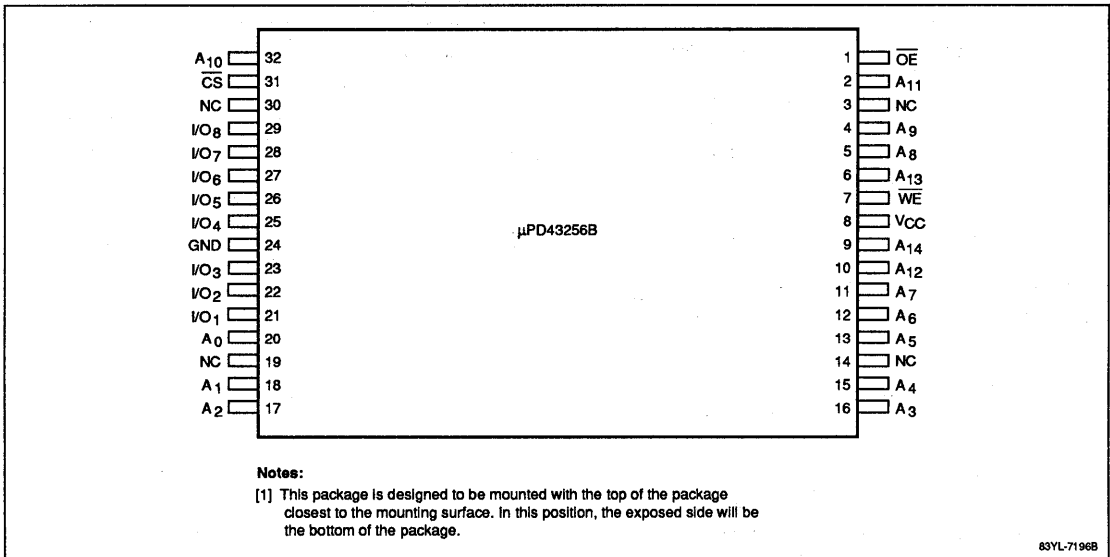 A10 32 1 OE
CS 31 2 A11
NC 30 3 NC
I/O8 29 4 A9
I/O7 28 5 A8
I/O6 27 6 A13
I/O5 26 7 WE
I/O4 25 8 VCC
GND 24 9 A14
I/O3 23 10 A12
I/O2 22 11 A7
I/O1 21 12 A6
A0 20 13 A5
NC 19 14 NC
A1 18 15 A4
A2 17 16 A3
µPD43256B
Notes:
[1] This package is designed to be mounted with the top of the package
closest to the mounting surface. In this position, the exposed side will be
the bottom of the package.
83YL-7196B